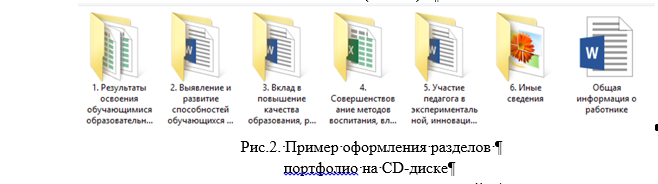 1. Результаты
освоения
обучающимися
образовательн...
2. Выявление и
развитие
способностей
обучающихся ...
3. Вклад в
повышение
качества
образования, р...
4.
Совершенствов
ание методов
воспитания, вл...
5. Участие
педагога в
эксперименталь
ной, инноваци...
6. Иные
сведения
Общая
информация о
работнике
Рис.2. Пример оформления разделов ¶
портфолио на CD-диске¶